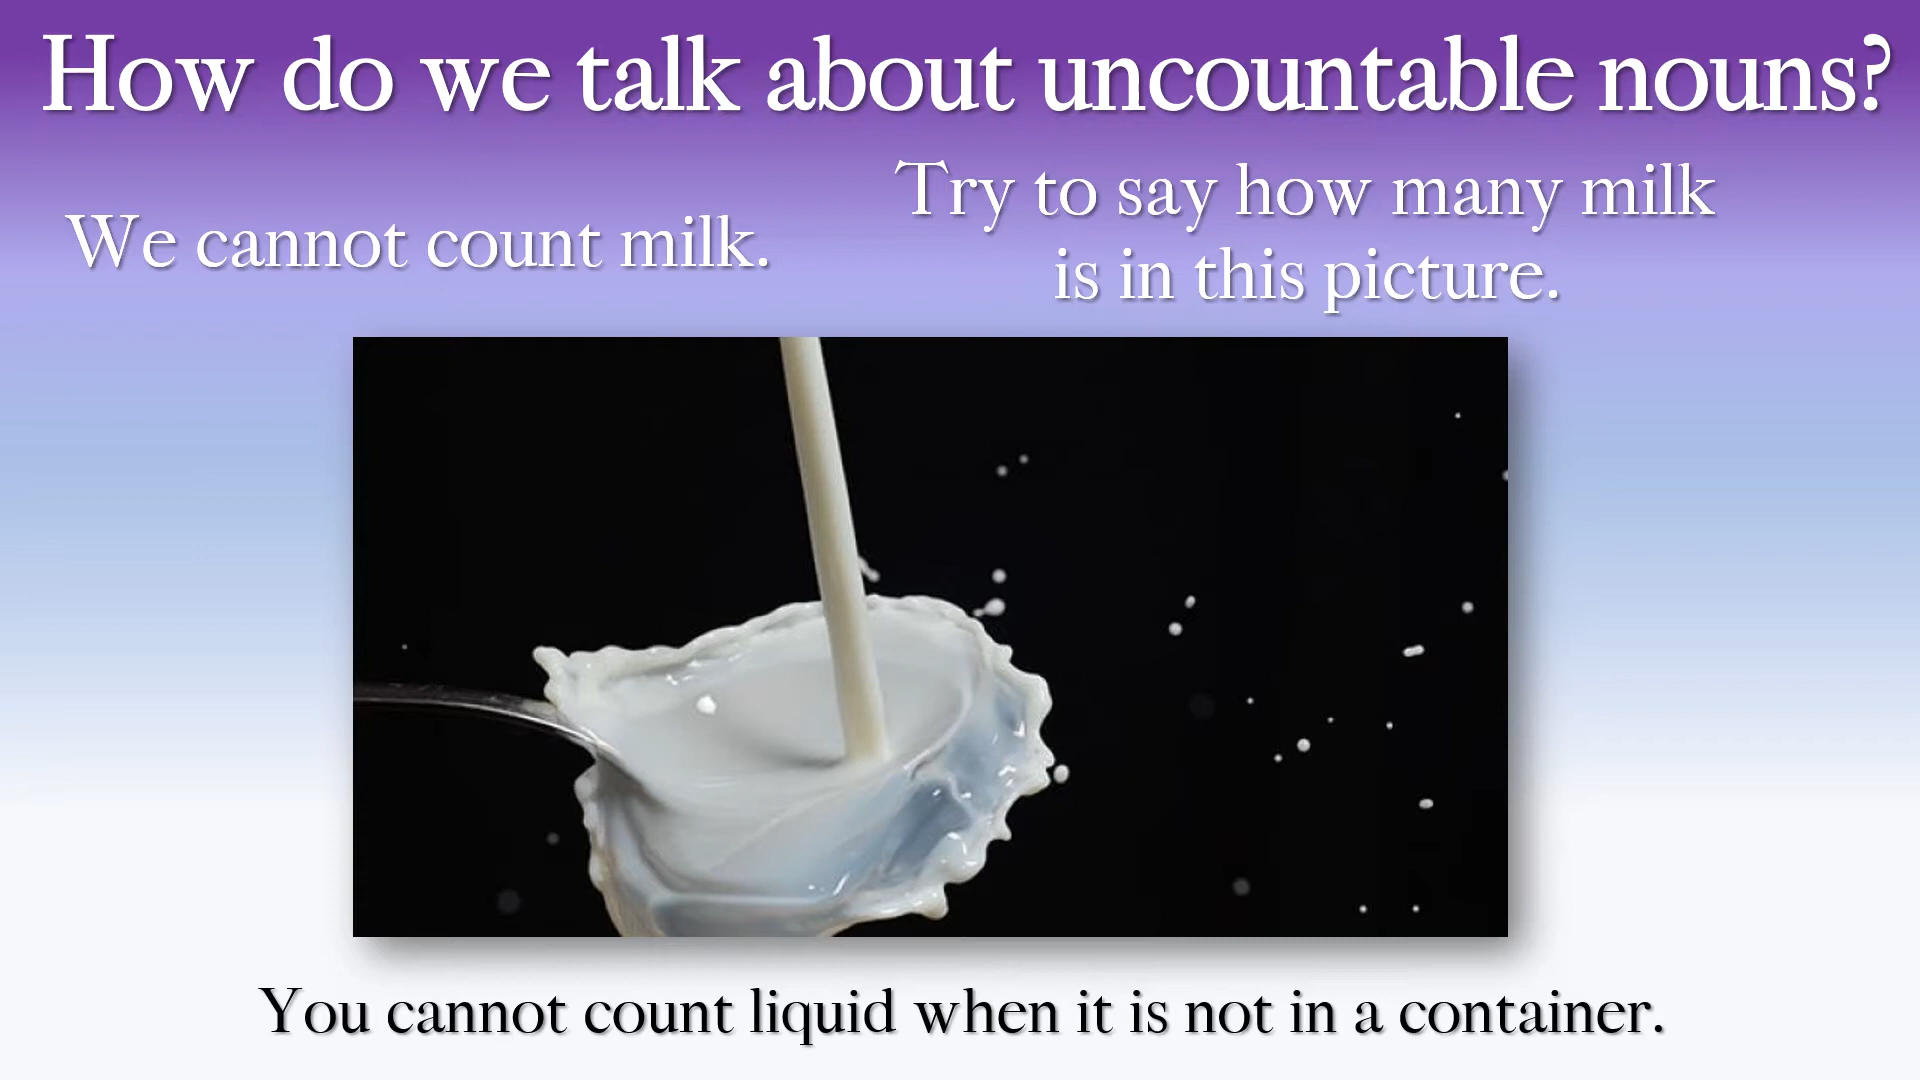 How do we talk about uncountable nouns?
We cannot count milk.
Try to say how many milk
is in this picture.
You cannot count liquid when it is not in a container.